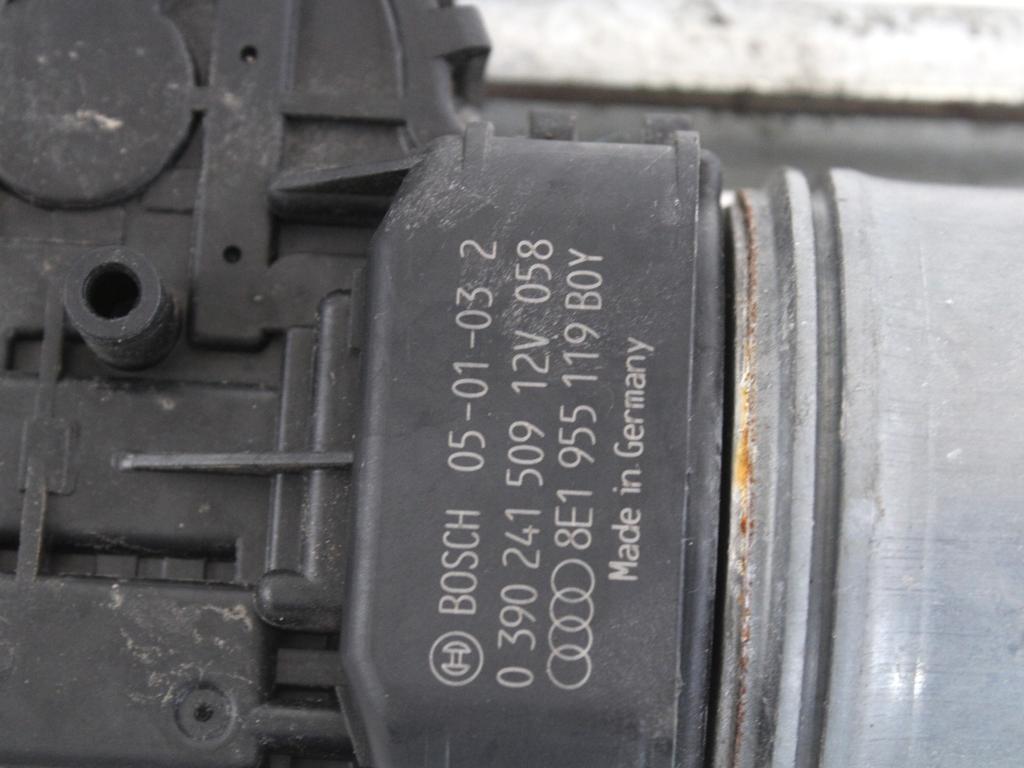 BOSCH 05-01-03 2
0 390 241 509 12V 058
8E1 955 119 B0Y
Made in Germany